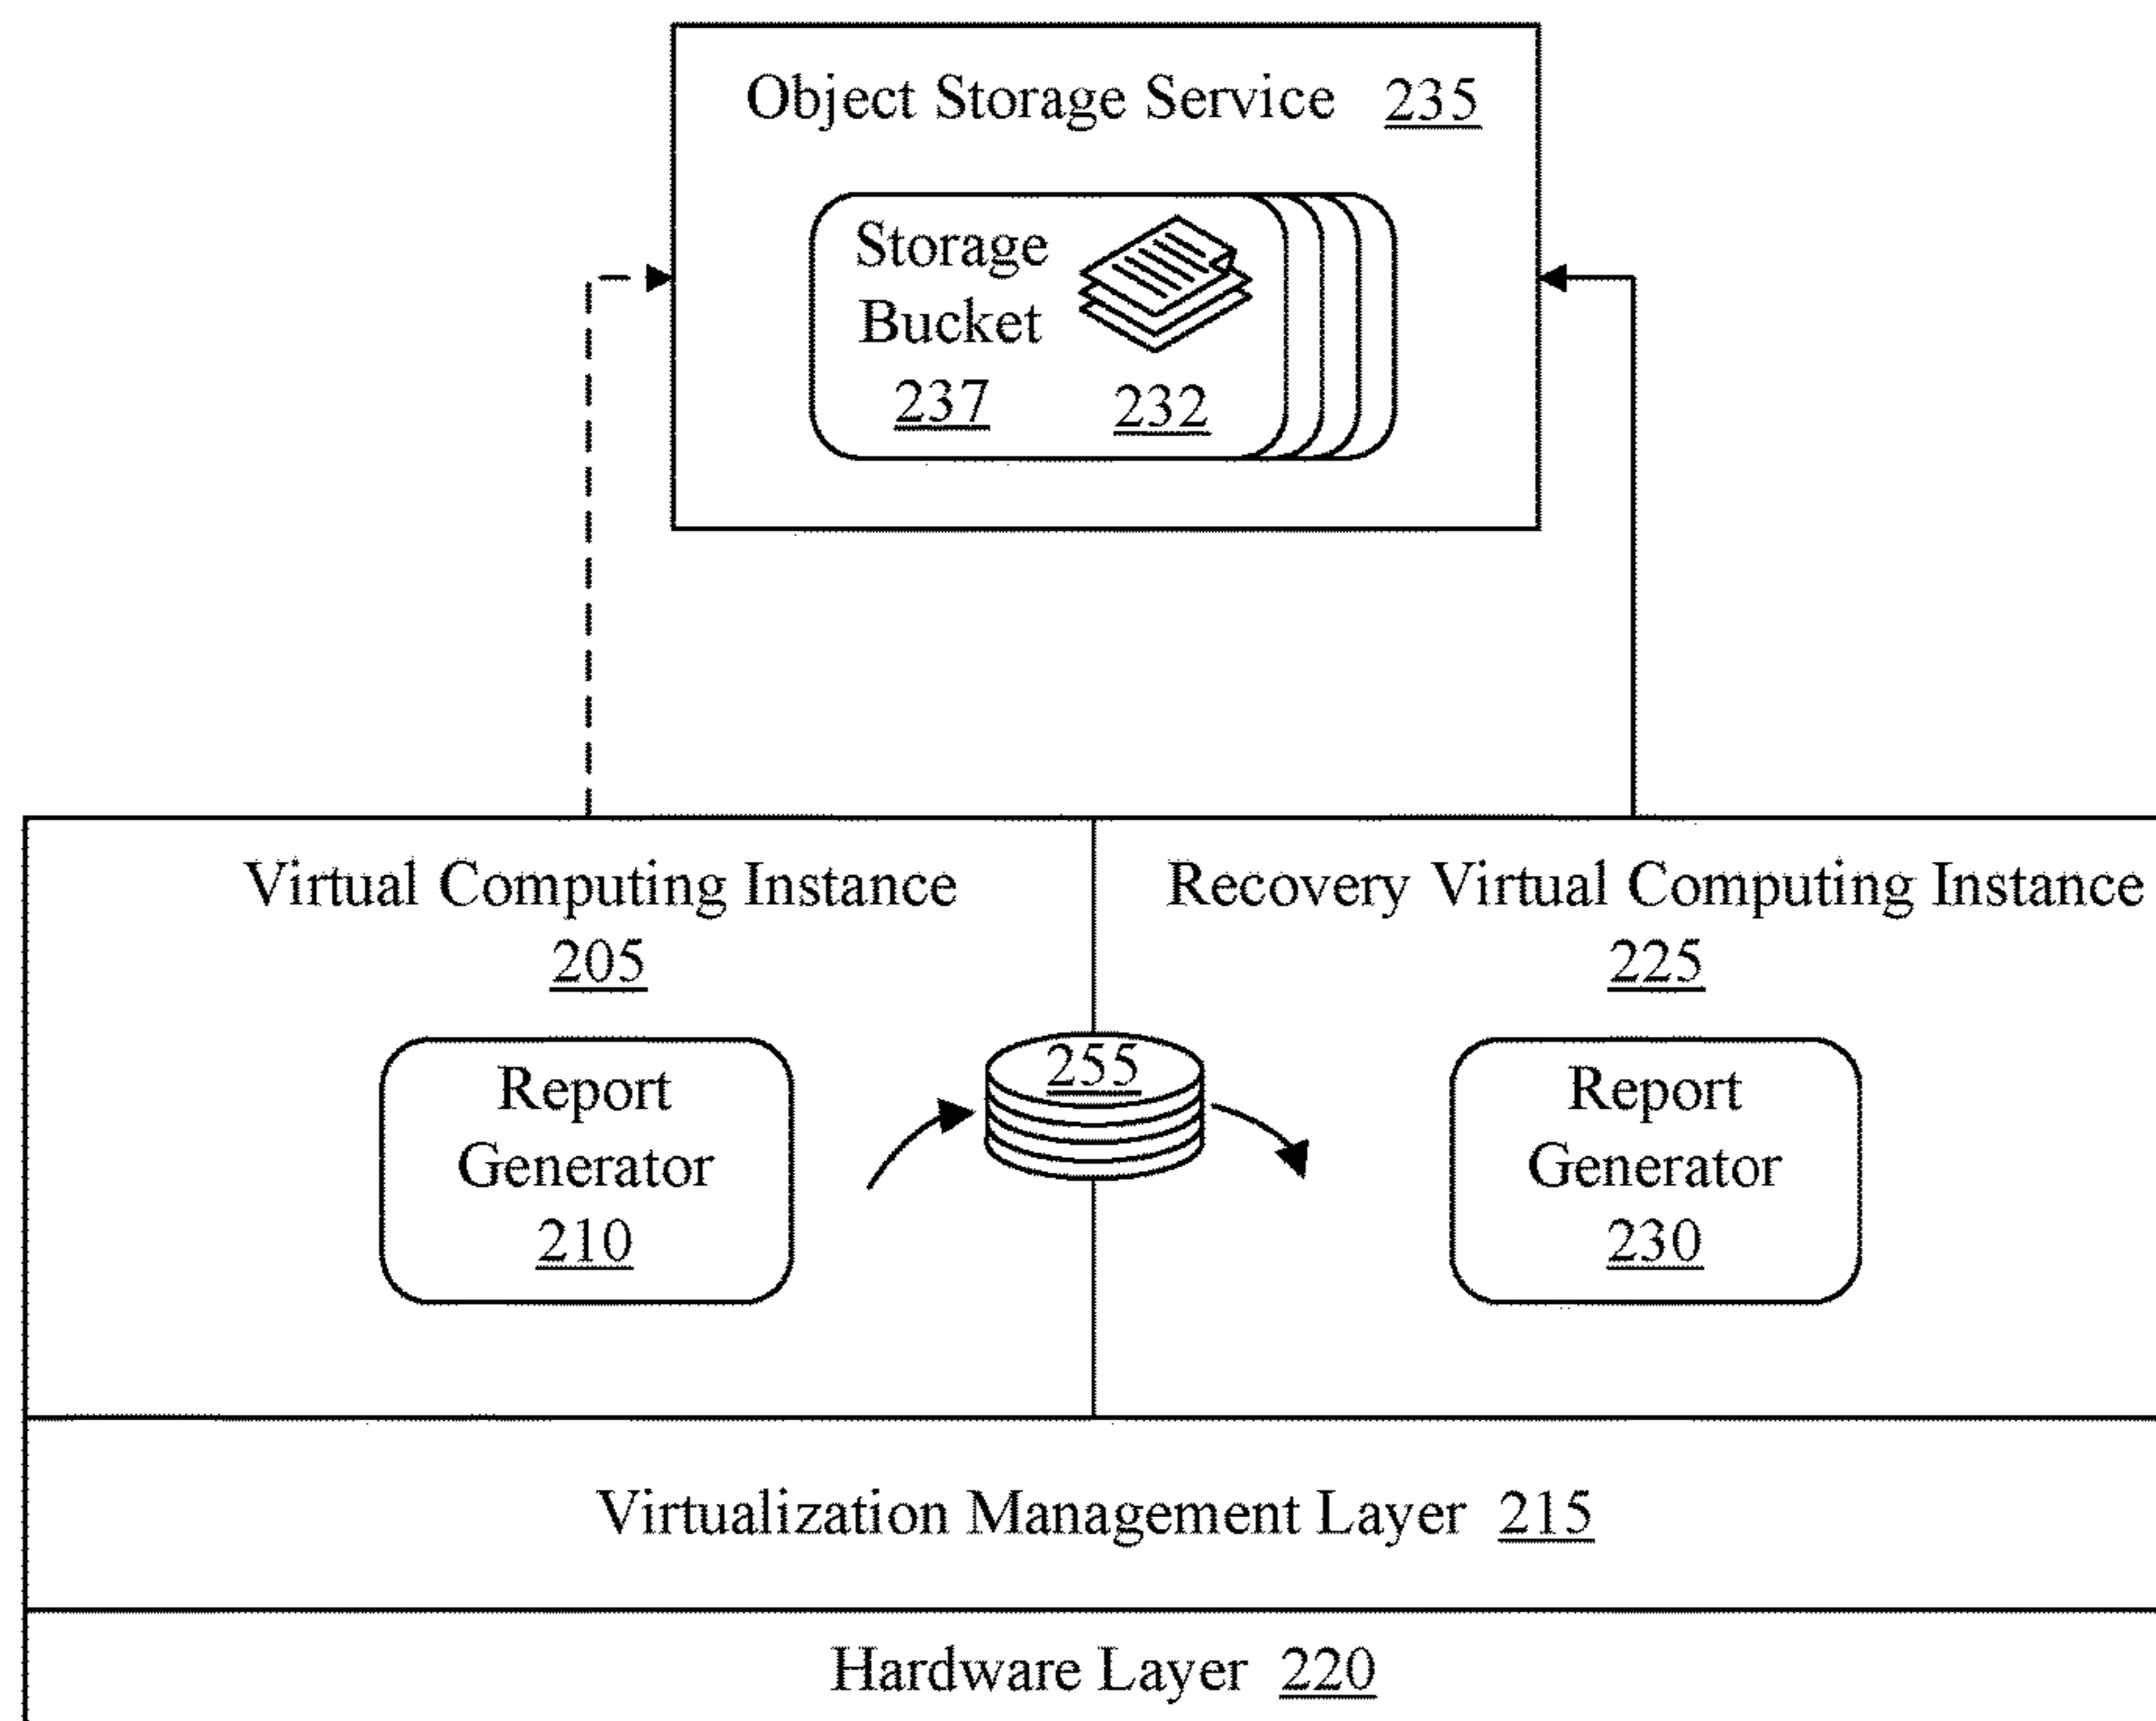 Object Storage Service 235
Storage
Bucket
237
232
Virtual Computing Instance
205
Recovery Virtual Computing Instance
225
255
Report
Generator
210
Report
Generator
230
Virtualization Management Layer 215
Hardware Layer 220